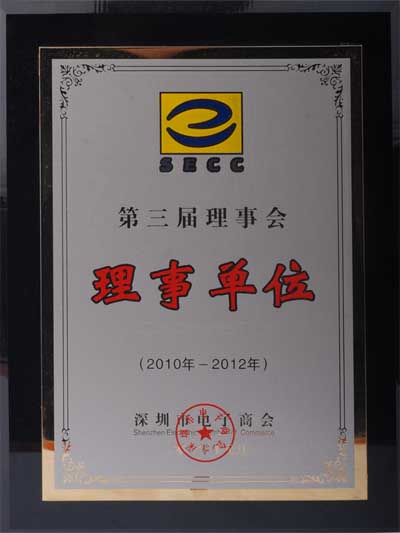 SECC
第三届理事会
理事单位
(2010年-2012年)
深圳市电子商会
Shenzhen Commerce